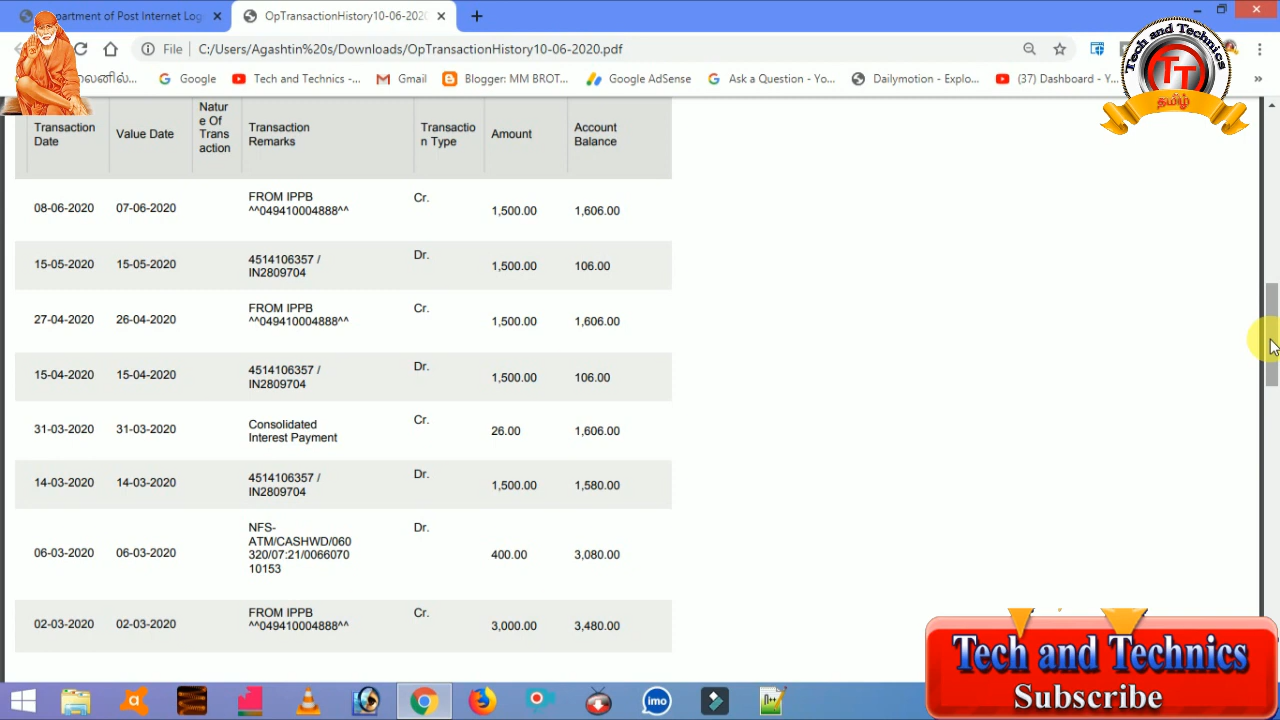 epartment of Post Internet Log
OpTransactionHistory10-06-202
File
C:/Users/Agashtin%20s/Downloads/OpTransactionHistory10-06-2020.pdf
Google
Tech and Technics -...
Gmail
Blogger: MM BROT...
Google AdSense
Ask a Question - Yo...
Dailymotion - Explo...
(37) Dashboard - Y...
»
Tech and Technics
TT
தமிழ்
Transaction Date
Value Date
Natur
e Of
Trans
action
Transaction
Remarks
Transactio
n Type
Amount
Account
Balance
08-06-2020 07-06-2020 FROM IPPB Cr. 1,500.00 1,606.00
^^049410004888^^
15-05-2020 15-05-2020 4514106357 / Dr. 1,500.00 106.00
IN2809704
27-04-2020 26-04-2020 FROM IPPB Cr. 1,500.00 1,606.00
^^049410004888^^
15-04-2020 15-04-2020 4514106357 / Dr. 1,500.00 106.00
IN2809704
31-03-2020 31-03-2020 Consolidated Cr. 26.00 1,606.00
Interest Payment
14-03-2020 14-03-2020 4514106357 / Dr. 1,500.00 1,580.00
IN2809704
06-03-2020 06-03-2020 NFS- Dr. 400.00 3,080.00
ATM/CASHWD/060
320/07:21/0066070
10153
02-03-2020 02-03-2020 FROM IPPB Cr. 3,000.00 3,480.00
^^049410004888^^
Tech and Technics
Subscribe
imo